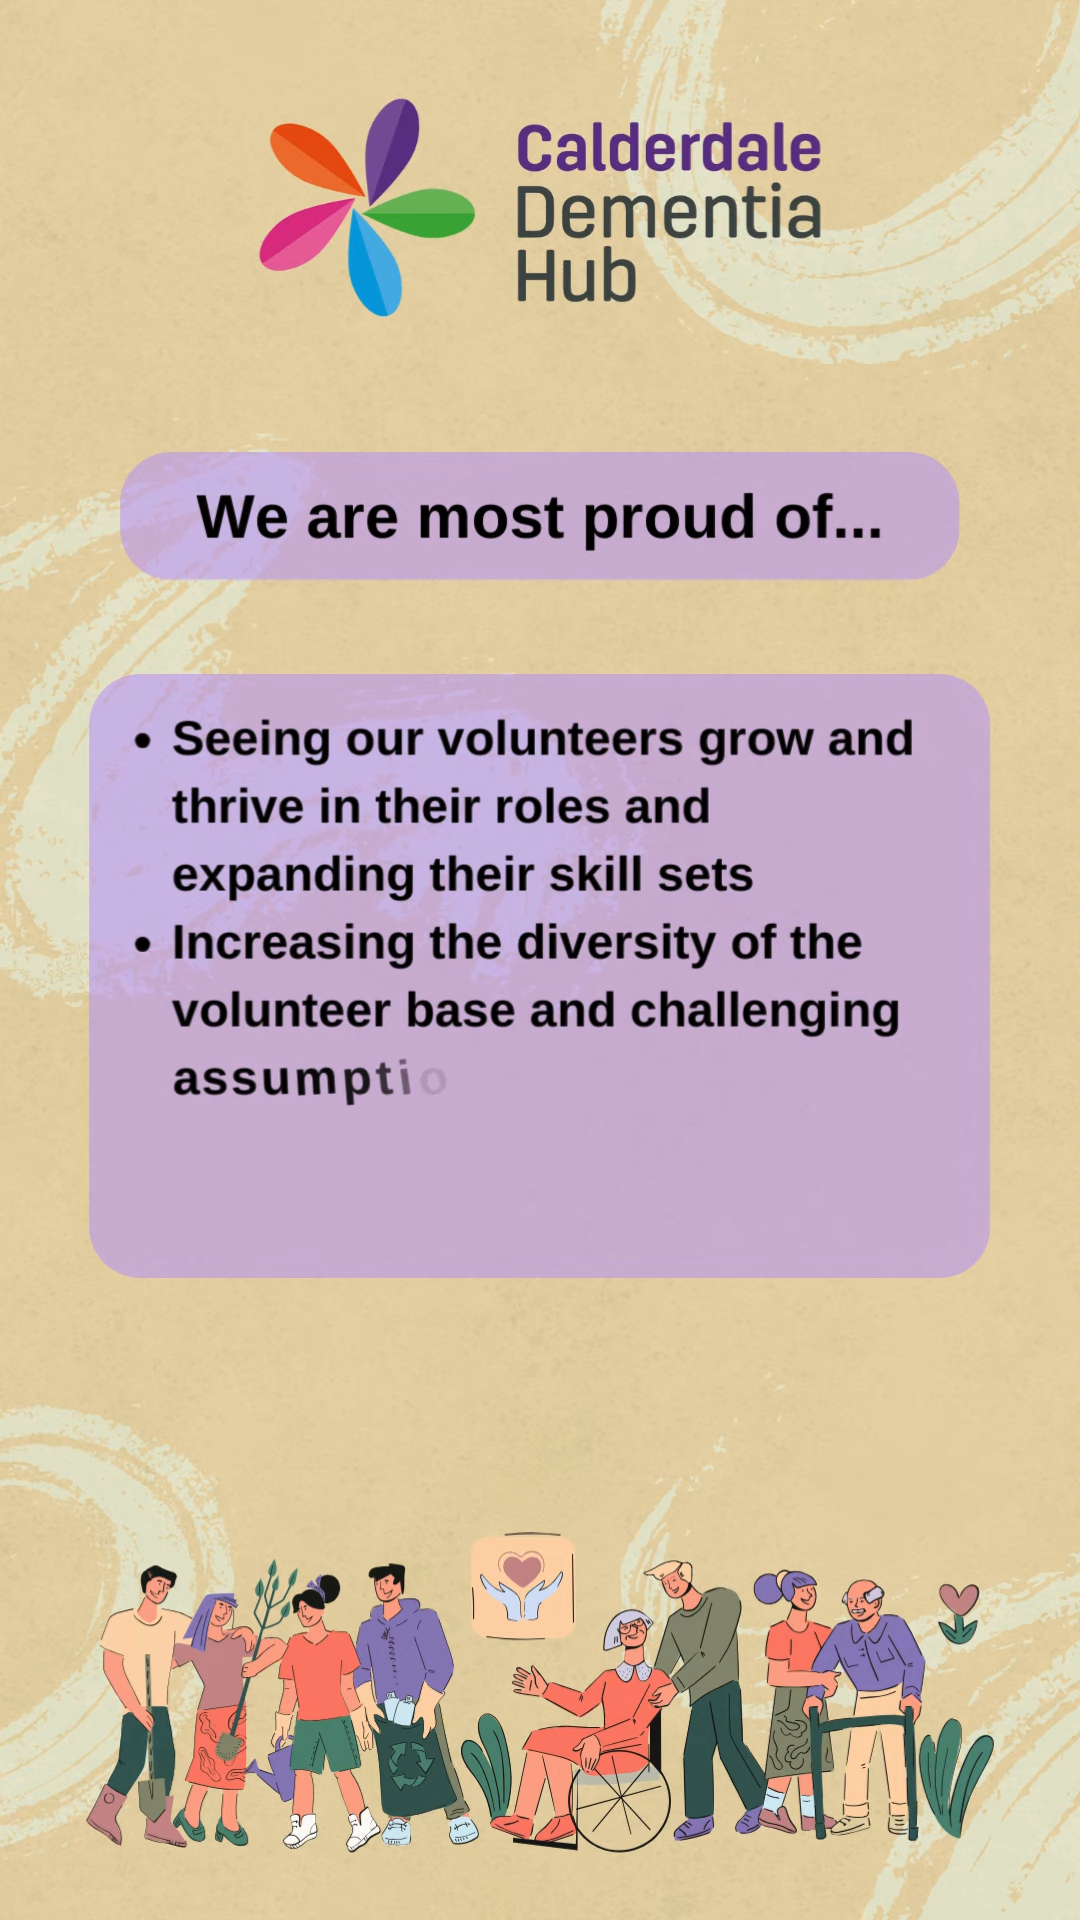 Calderdale
Dementia
Hub
We are most proud of...
• Seeing our volunteers grow and
thrive in their roles and
expanding their skill sets
• Increasing the diversity of the
volunteer base and challenging
assumptio